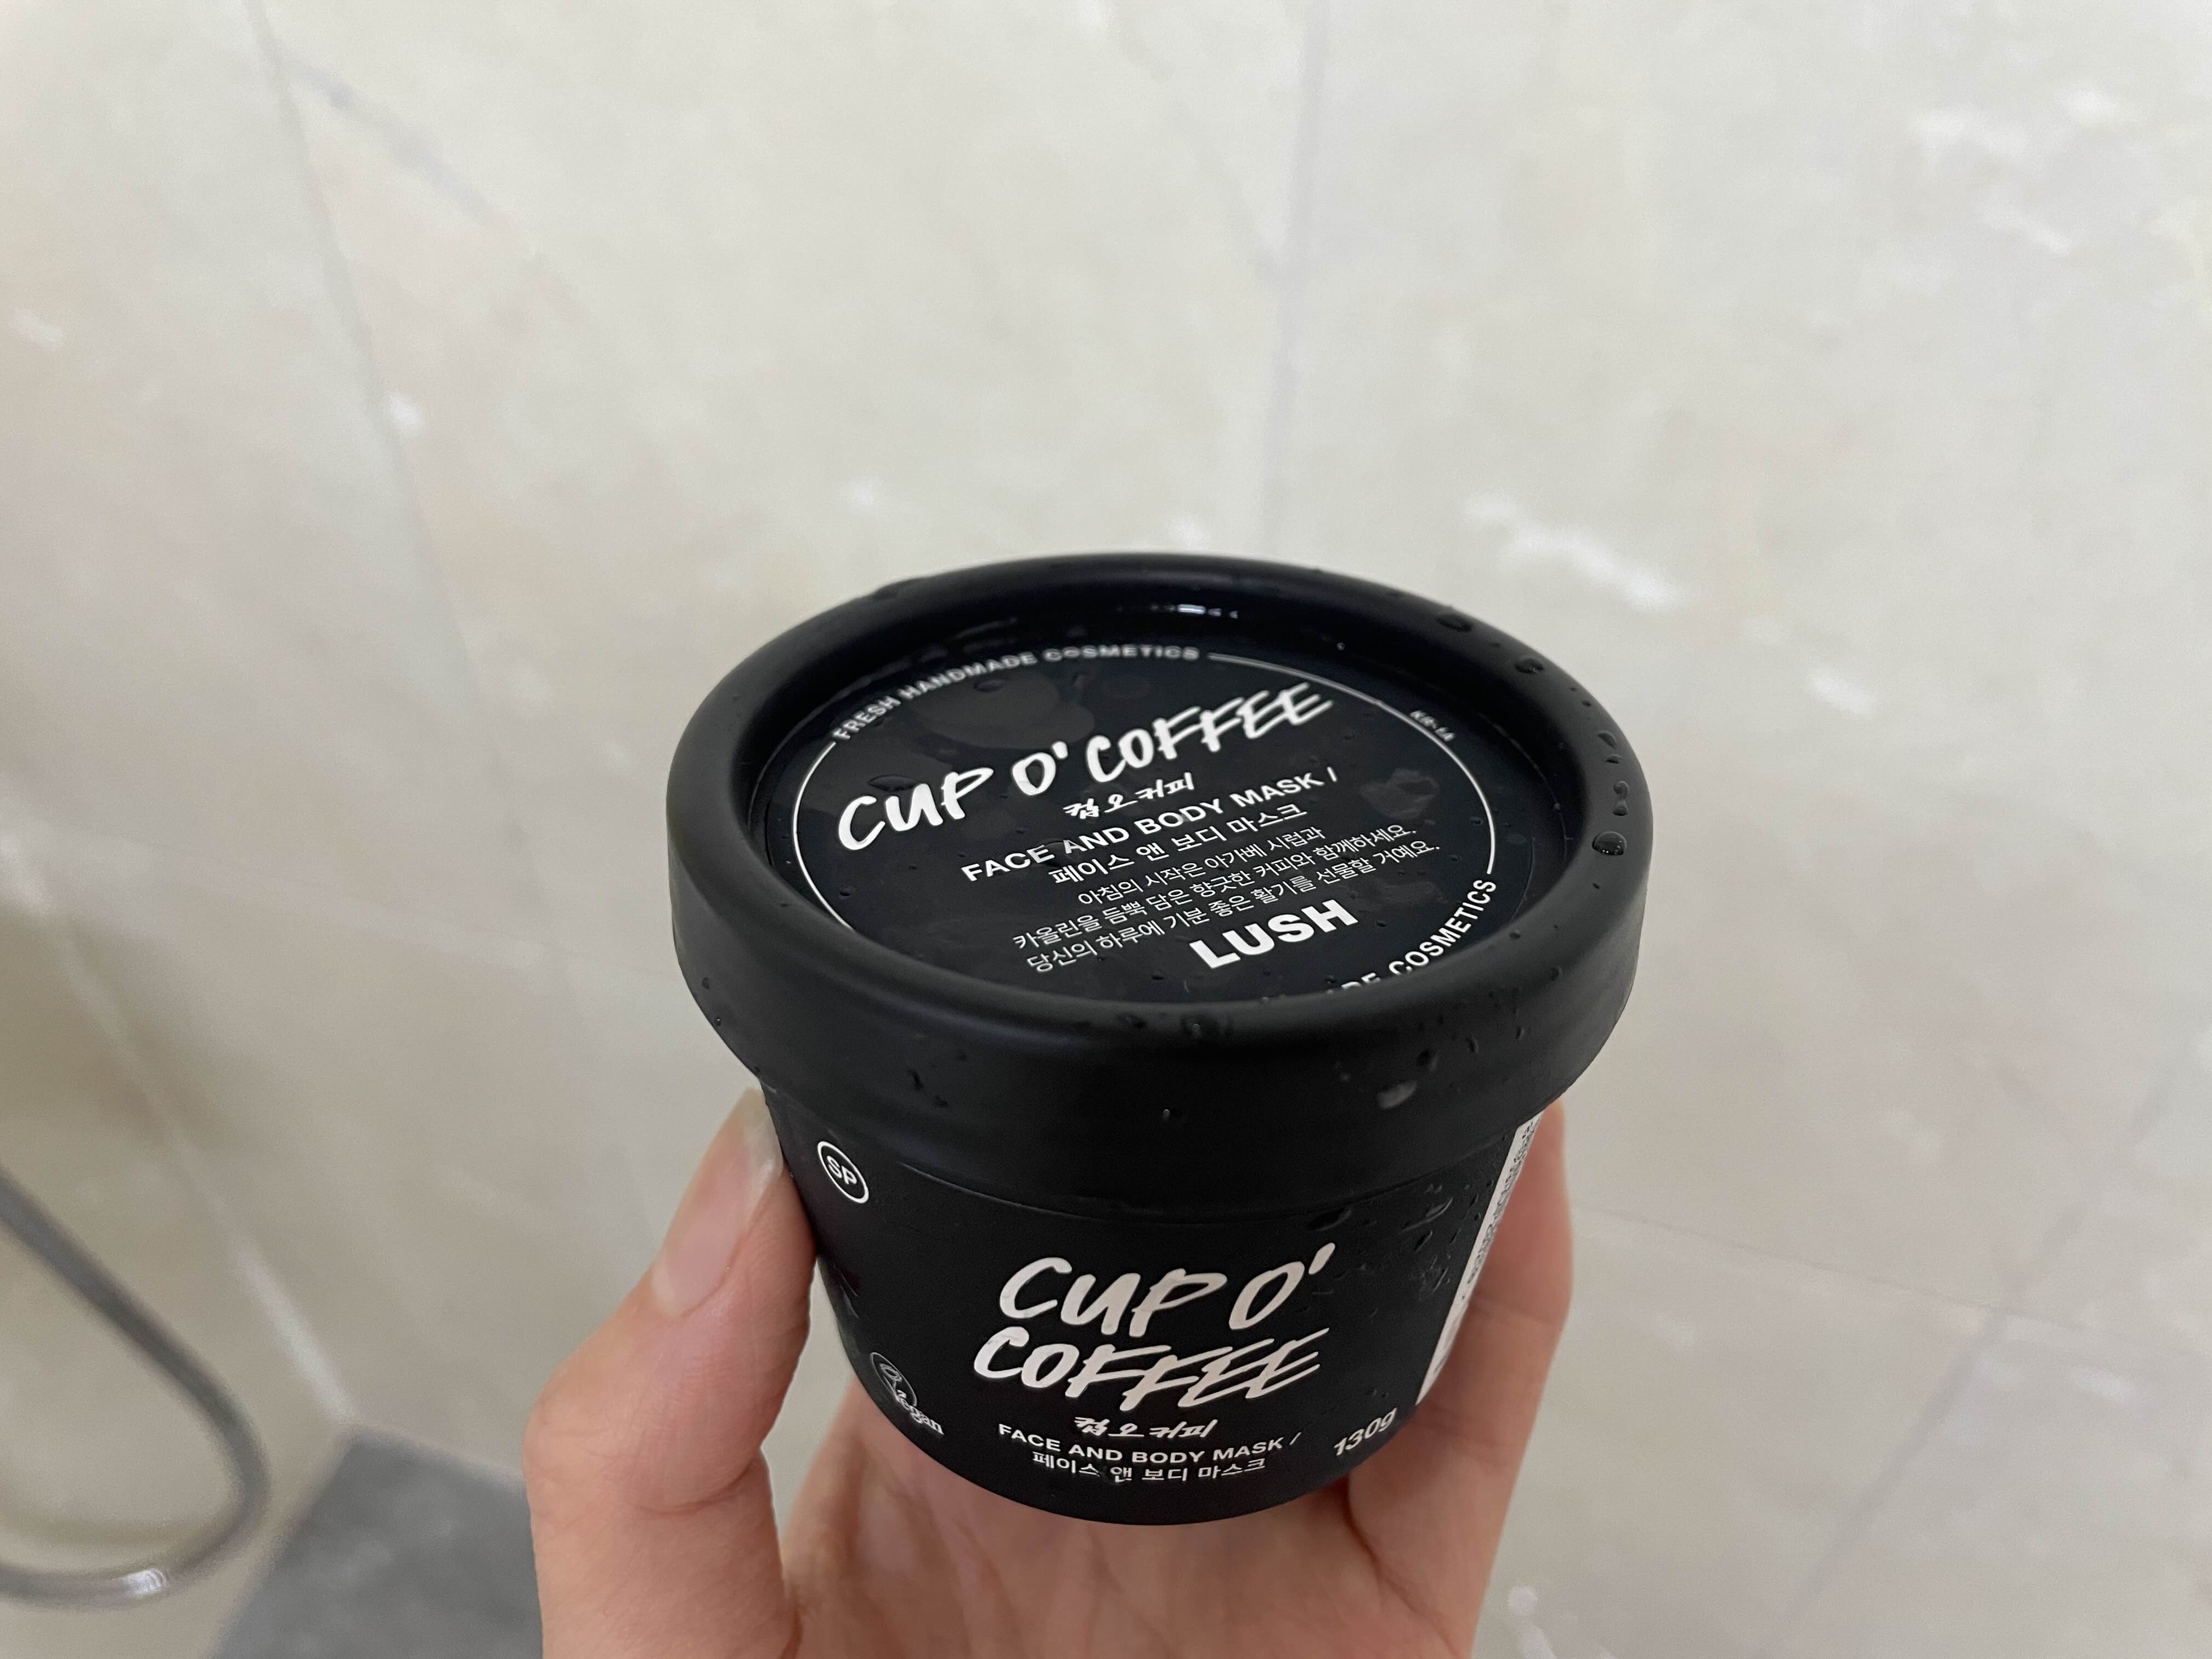 FRESH HANDMADE COSMETICS
CUP O' COFFEE
컵 오 커피
FACE AND BODY MASK /
페이스 앤 보디 마스크
아침의 시작은 아가베 시럽과
카올린을 듬뿍 담은 향긋한 커피와 함께하세요.
당신의 하루에 기분 좋은 활기를 선물할 거예요.
LUSH
COSMETICS
SP
CUP O'
COFFEE
컵 오 커피
FACE AND BODY MASK /
페이스 앤 보디 마스크
Vegan
130g